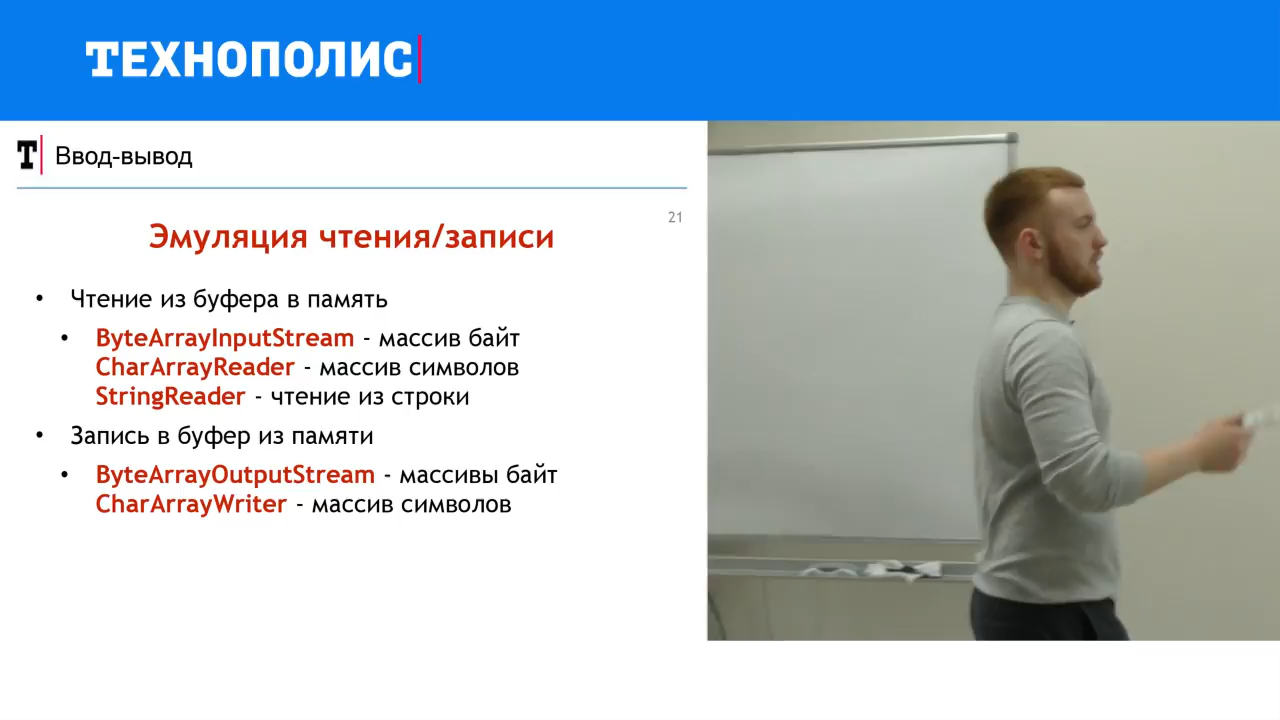 ТЕХНОПОЛИС
Т Ввод-вывод
21
Эмуляция чтения/записи
• Чтение из буфера в память
• ByteArrayInputStream - массив байт
CharArrayReader - массив символов
StringReader - чтение из строки
• Запись в буфер из памяти
• ByteArrayOutputStream - массивы байт
CharArrayWriter - массив символов